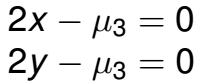 2x − μ₃ = 0
2y − μ₃ = 0